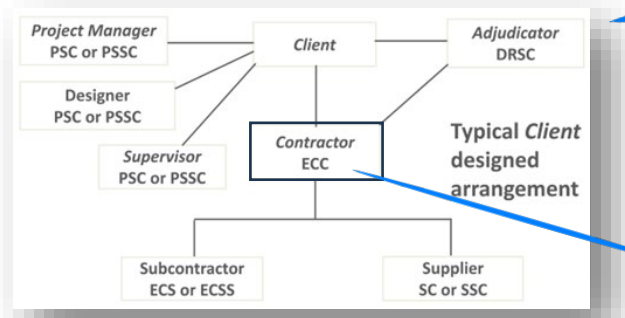 Project Manager
PSC or PSSC
Client
Adjudicator
DRSC
Designer
PSC or PSSC
Supervisor
PSC or PSSC
Contractor
ECC
Typical Client
designed
arrangement
Subcontractor
ECS or ECSS
Supplier
SC or SSC